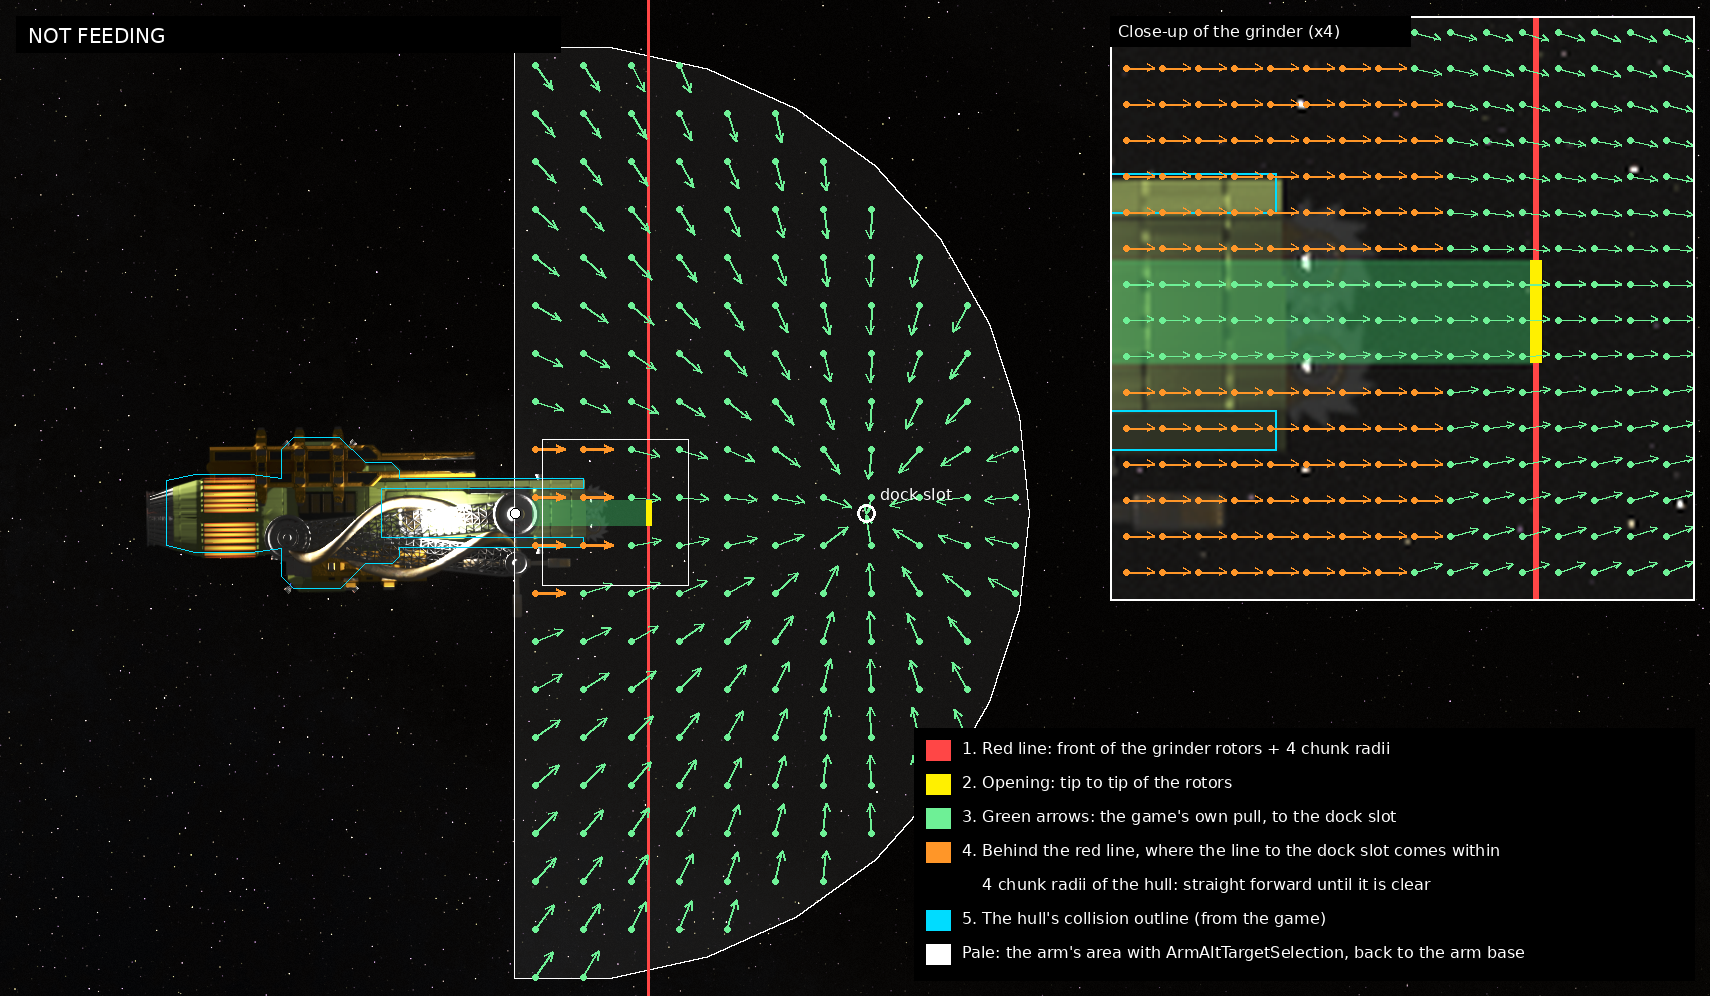 NOT FEEDING
Close-up of the grinder (x4)
dock slot
1. Red line: front of the grinder rotors + 4 chunk radii
2. Opening: tip to tip of the rotors
3. Green arrows: the game's own pull, to the dock slot
4. Behind the red line, where the line to the dock slot comes within
4 chunk radii of the hull: straight forward until it is clear
5. The hull's collision outline (from the game)
Pale: the arm's area with ArmAltTargetSelection, back to the arm base